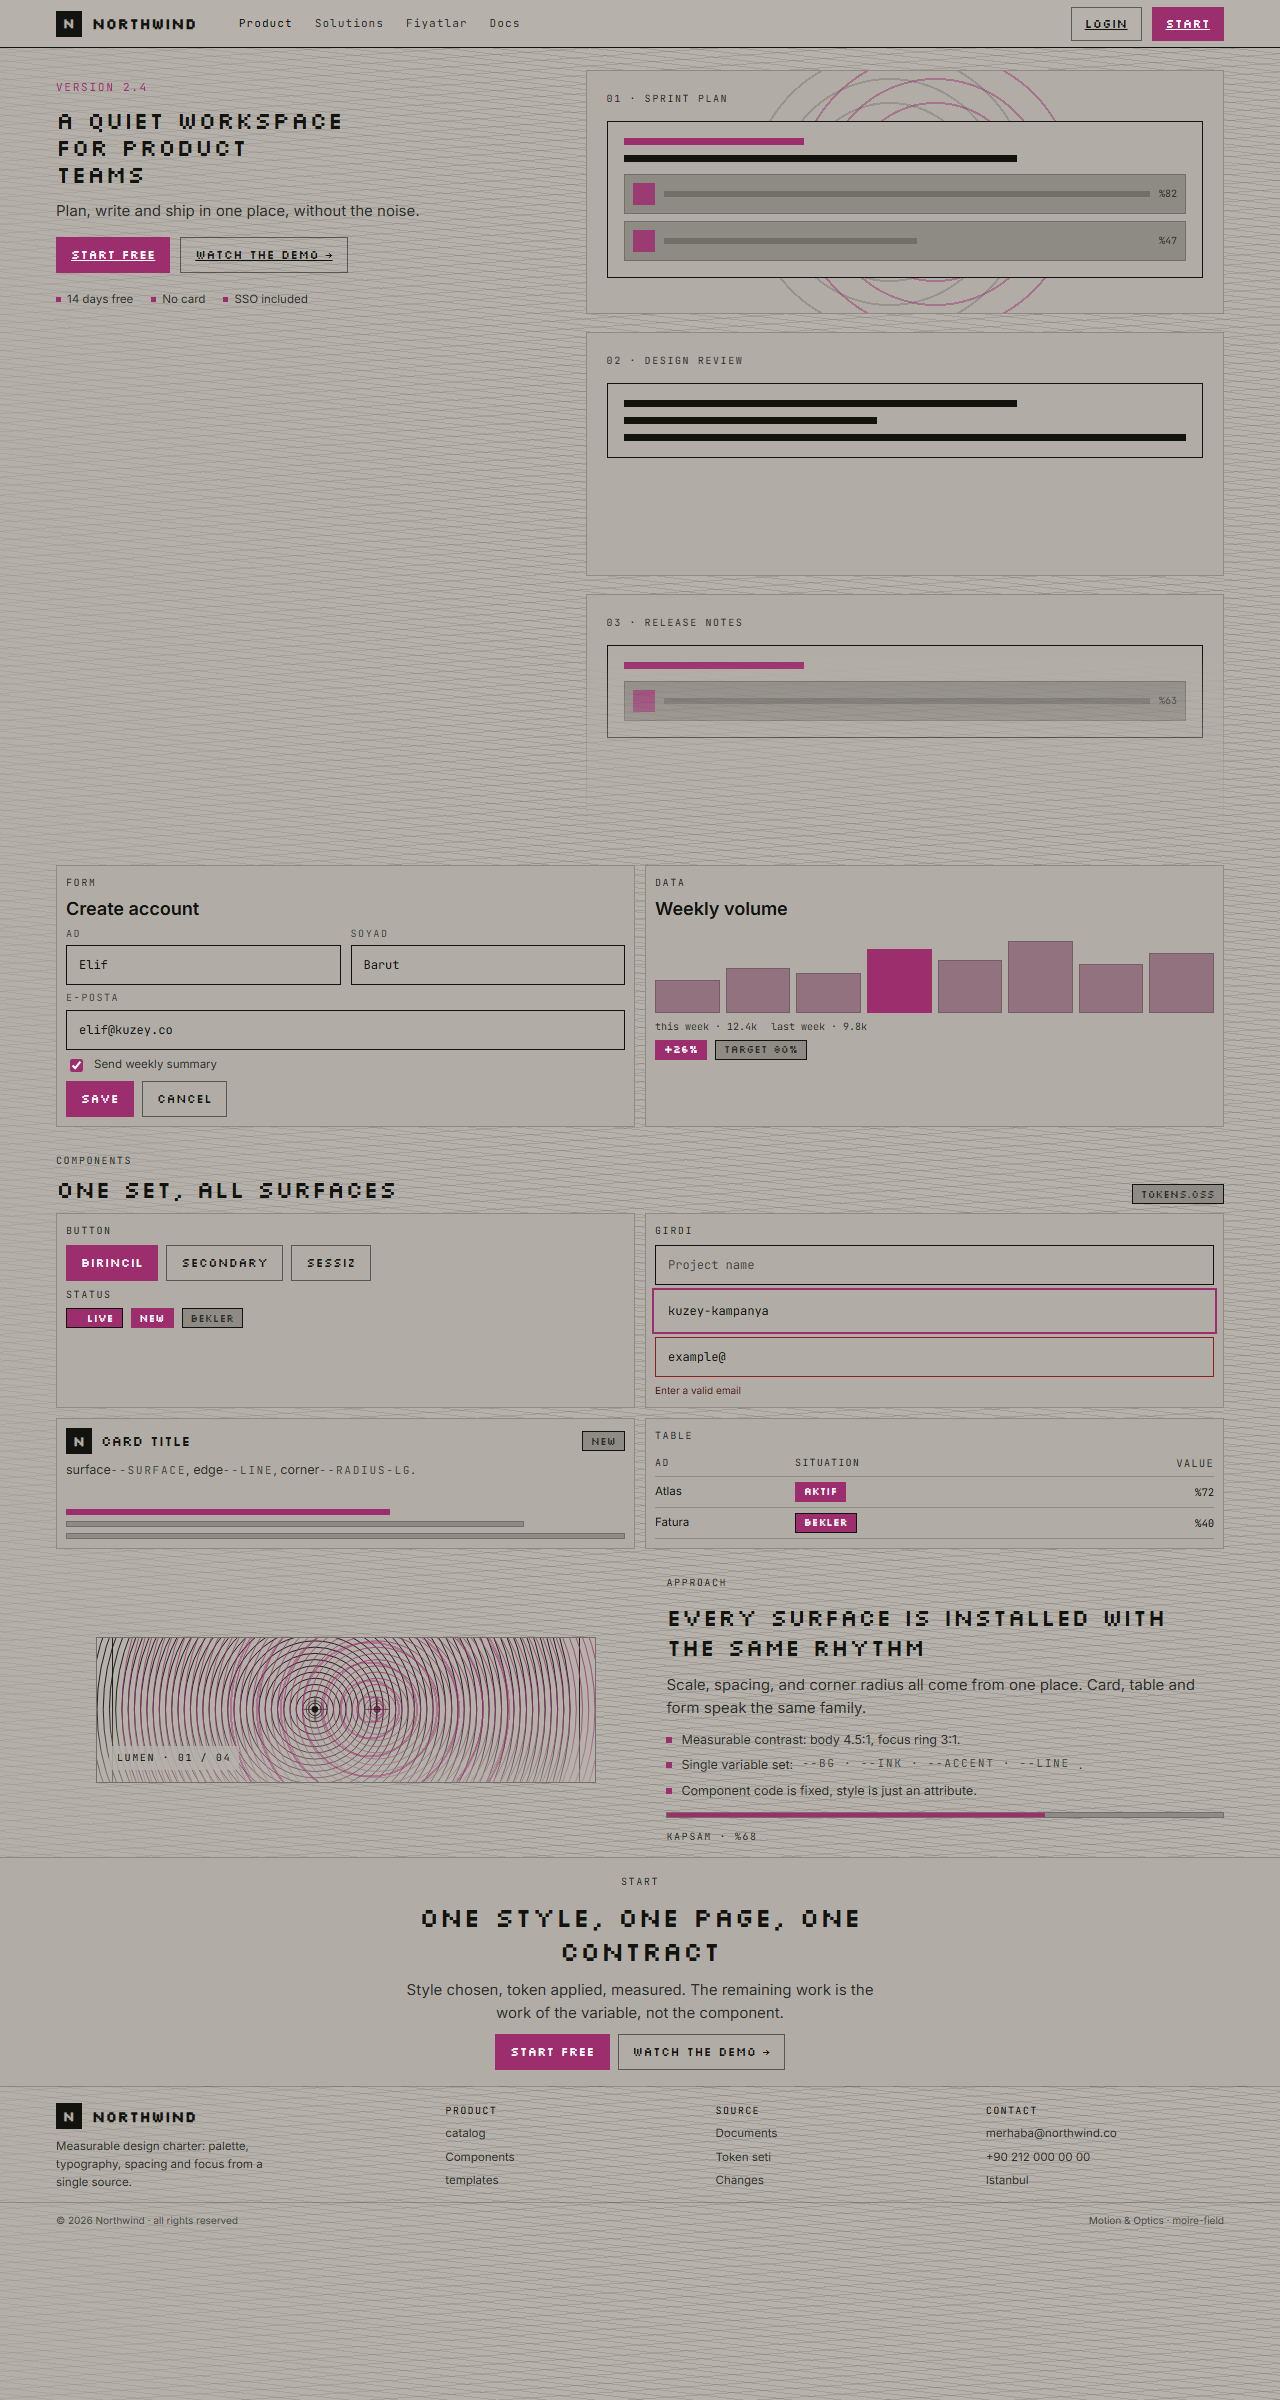 N NORTHWIND Product Solutions Fiyatlar Docs LOGIN START
VERSION 2.4
A QUIET WORKSPACE
FOR PRODUCT
TEAMS
Plan, write and ship in one place, without the noise.
START FREE WATCH THE DEMO →
14 days free No card SSO included
01 · SPRINT PLAN
%82
%47
02 · DESIGN REVIEW
03 · RELEASE NOTES
%63
FORM
Create account
AD SOYAD
Elif Barut
E-POSTA
elif@kuzey.co
Send weekly summary
SAVE CANCEL
DATA
Weekly volume
this week · 12.4k last week · 9.8k
+26% TARGET 80%
COMPONENTS
ONE SET, ALL SURFACES
TOKENS.OSS
BUTTON
BIRINCIL SECONDARY SESSIZ
STATUS
LIVE NEW BEKLER
GIRDI
Project name
kuzey-kampanya
example@
Enter a valid email
N CARD TITLE NEW
surface--SURFACE, edge--LINE, corner--RADIUS-LG.
TABLE
AD SITUATION VALUE
Atlas AKTIF %72
Fatura BEKLER %40
LUMEN · 01 / 04
APPROACH
EVERY SURFACE IS INSTALLED WITH
THE SAME RHYTHM
Scale, spacing, and corner radius all come from one place. Card, table and
form speak the same family.
Measurable contrast: body 4.5:1, focus ring 3:1.
Single variable set: --BG · --INK · --ACCENT · --LINE .
Component code is fixed, style is just an attribute.
KAPSAM · %68
START
ONE STYLE, ONE PAGE, ONE
CONTRACT
Style chosen, token applied, measured. The remaining work is the
work of the variable, not the component.
START FREE WATCH THE DEMO →
N NORTHWIND
Measurable design charter: palette,
typography, spacing and focus from a
single source.
PRODUCT
catalog
Components
templates
SOURCE
Documents
Token seti
Changes
CONTACT
merhaba@northwind.co
+90 212 000 00 00
Istanbul
© 2026 Northwind · all rights reserved
Motion & Optics · moire-field